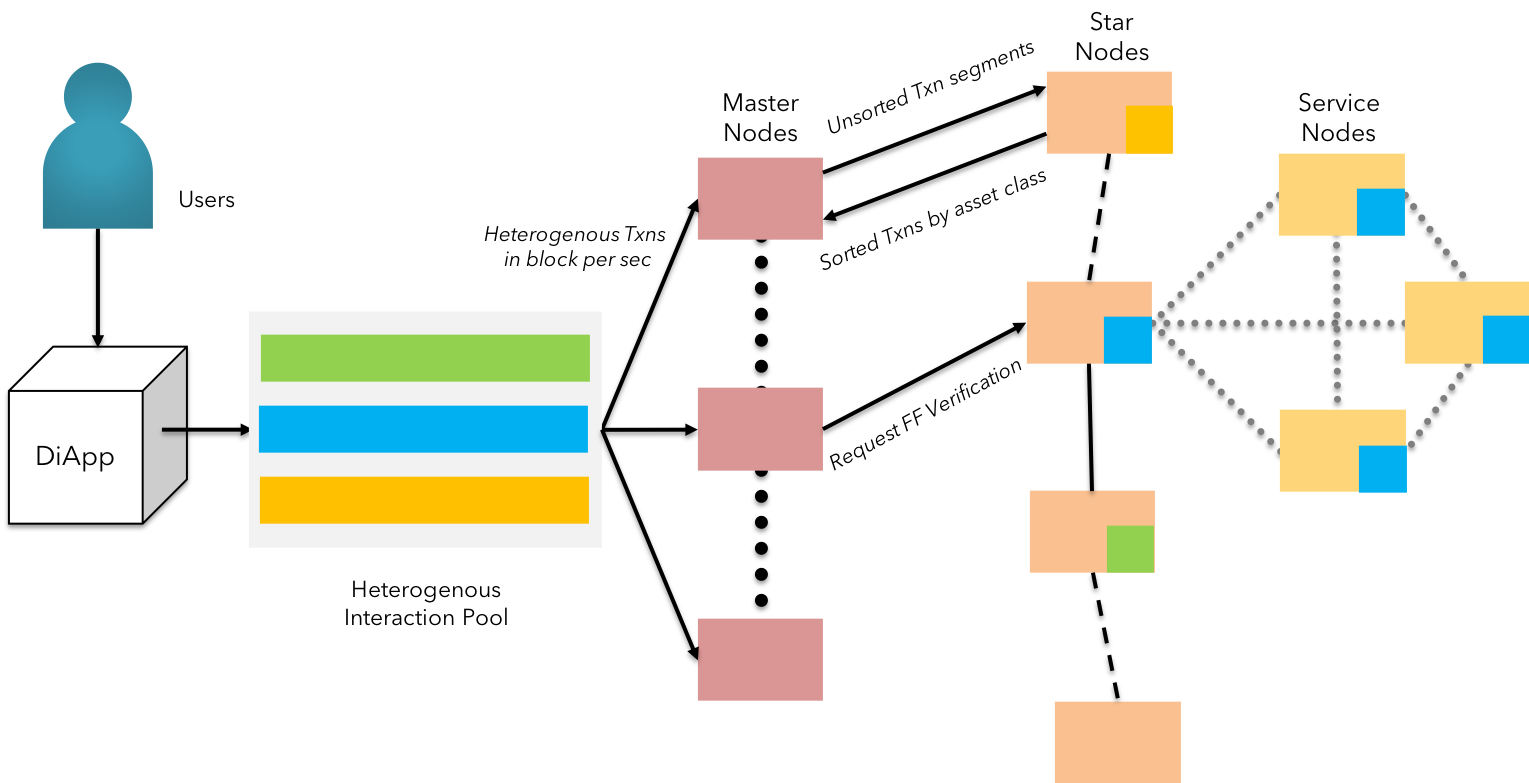 Users
DiApp
Heterogenous
Interaction Pool
Heterogenous Txns
in block per sec
Master
Nodes
Unsorted Txn segments
Sorted Txns by asset class
Request FF Verification
Star
Nodes
Service
Nodes